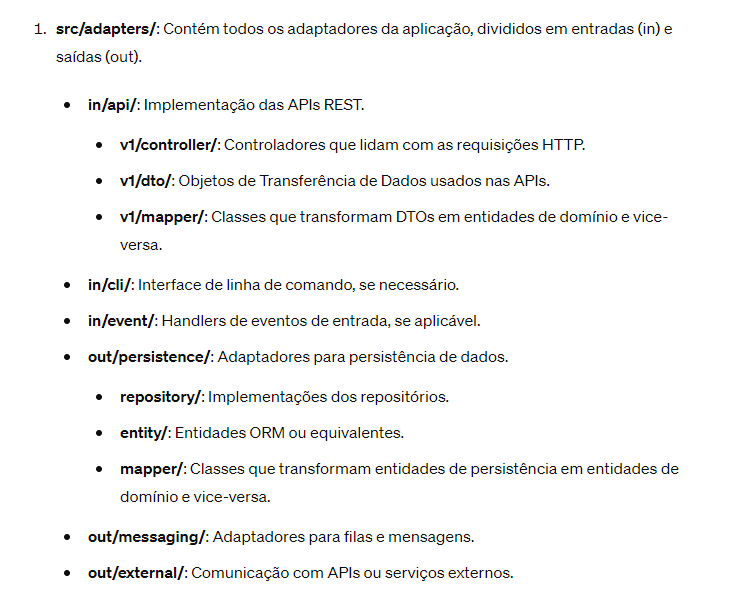 1. src/adapters/: Contém todos os adaptadores da aplicação, divididos em entradas (in) e
saídas (out).
• in/api/: Implementação das APIs REST.
• v1/controller/: Controladores que lidam com as requisições HTTP.
• v1/dto/: Objetos de Transferência de Dados usados nas APIs.
• v1/mapper/: Classes que transformam DTOs em entidades de domínio e vice-
versa.
• in/cli/: Interface de linha de comando, se necessário.
• in/event/: Handlers de eventos de entrada, se aplicável.
• out/persistence/: Adaptadores para persistência de dados.
• repository/: Implementações dos repositórios.
• entity/: Entidades ORM ou equivalentes.
• mapper/: Classes que transformam entidades de persistência em entidades de
domínio e vice-versa.
• out/messaging/: Adaptadores para filas e mensagens.
• out/external/: Comunicação com APIs ou serviços externos.